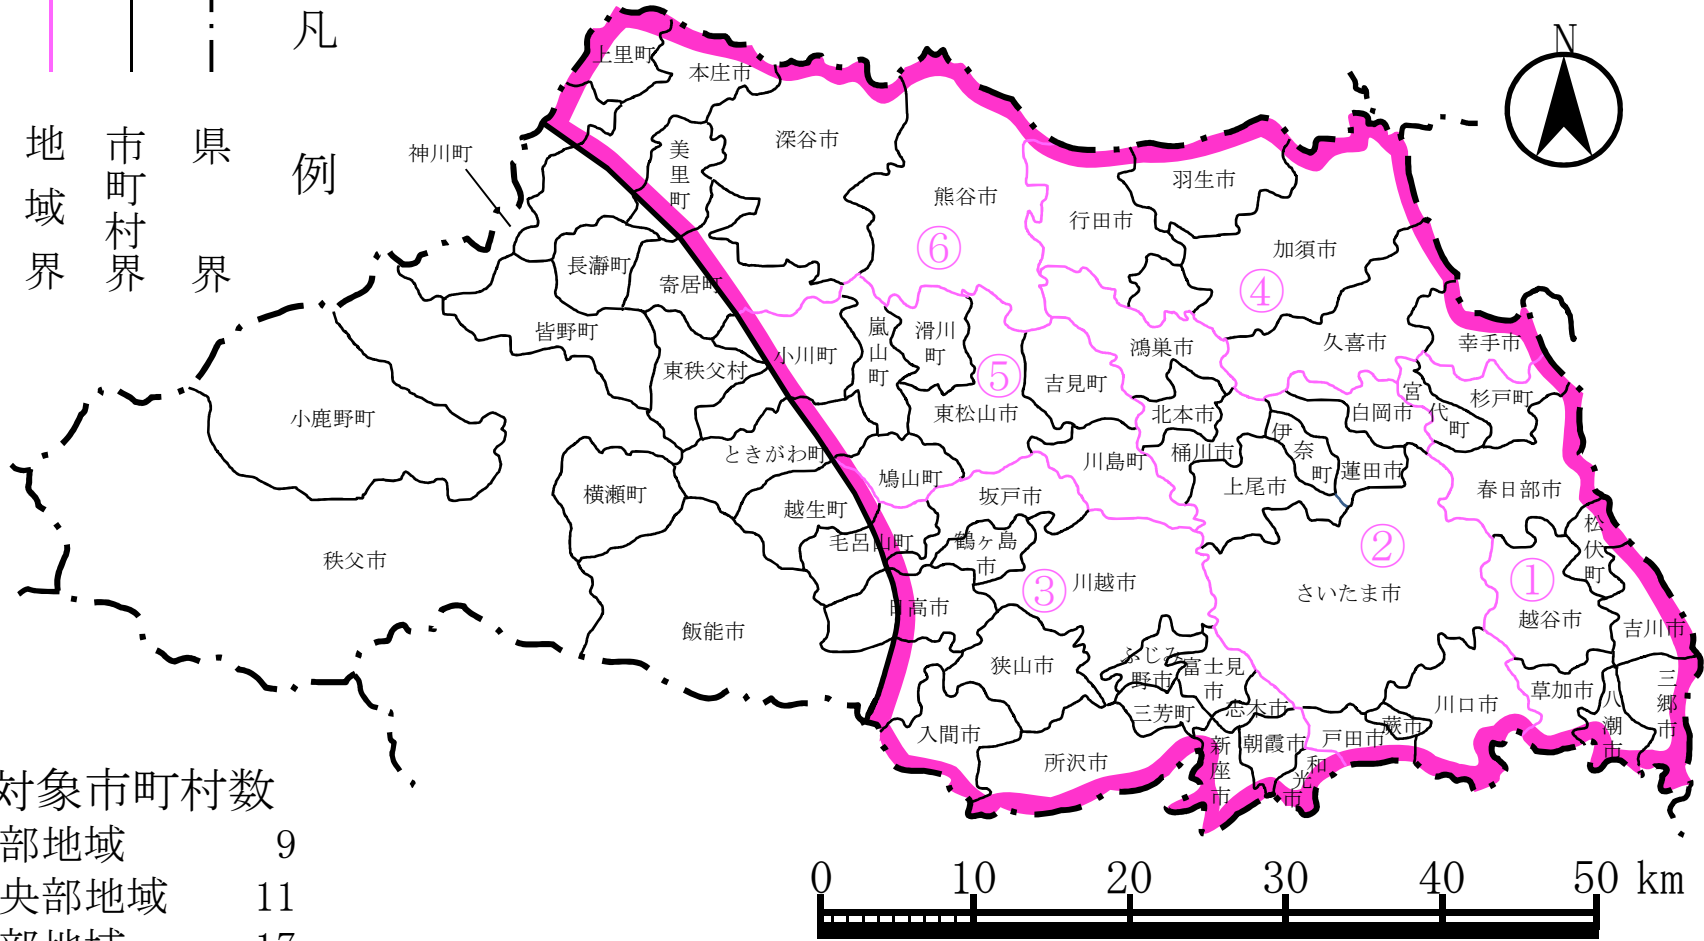 凡例
県界
市町村界
地域界
N
上里町
本庄市
神川町
美里町
深谷市
熊谷市
⑥
行田市
羽生市
加須市
④
長瀞町
寄居町
皆野町
東秩父村
小川町
嵐山町
滑川町
⑤
吉見町
東松山市
鴻巣市
久喜市
幸手市
宮代町
杉戸町
白岡市
北本市
桶川市
伊奈町
蓮田市
上尾市
小鹿野町
ときがわ町
鳩山町
川島町
坂戸市
春日部市
横瀬町
越生町
毛呂山町
鶴ヶ島市
松伏町
②
①
③
秩父市
川越市
さいたま市
越谷市
日高市
飯能市
吉川市
狭山市
ふじみ野市
富士見市
三芳町
志木市
川口市
草加市
八潮市
三郷市
入間市
所沢市
新座市
朝霞市
和光市
戸田市
蕨市
対象市町村数
部地域 9
央部地域 11
部地域 17
0 10 20 30 40 50 km